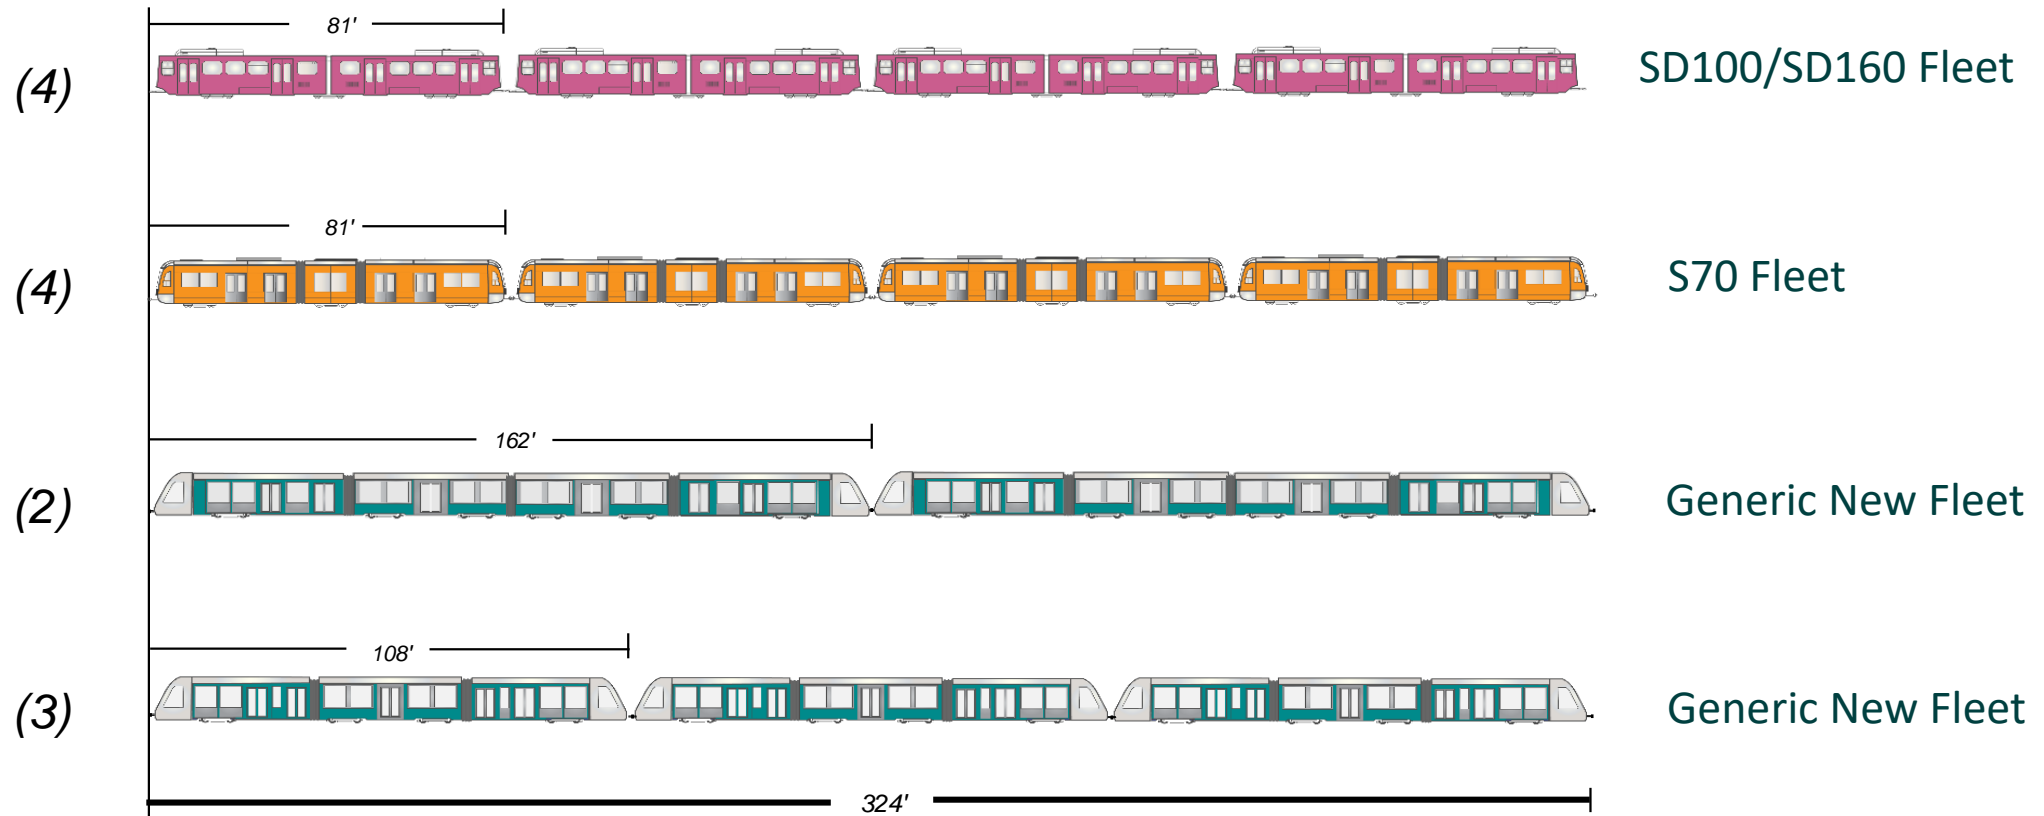 81'
(4)
SD100/SD160 Fleet
81'
(4)
S70 Fleet
162'
(2)
Generic New Fleet
108'
(3)
Generic New Fleet
324'